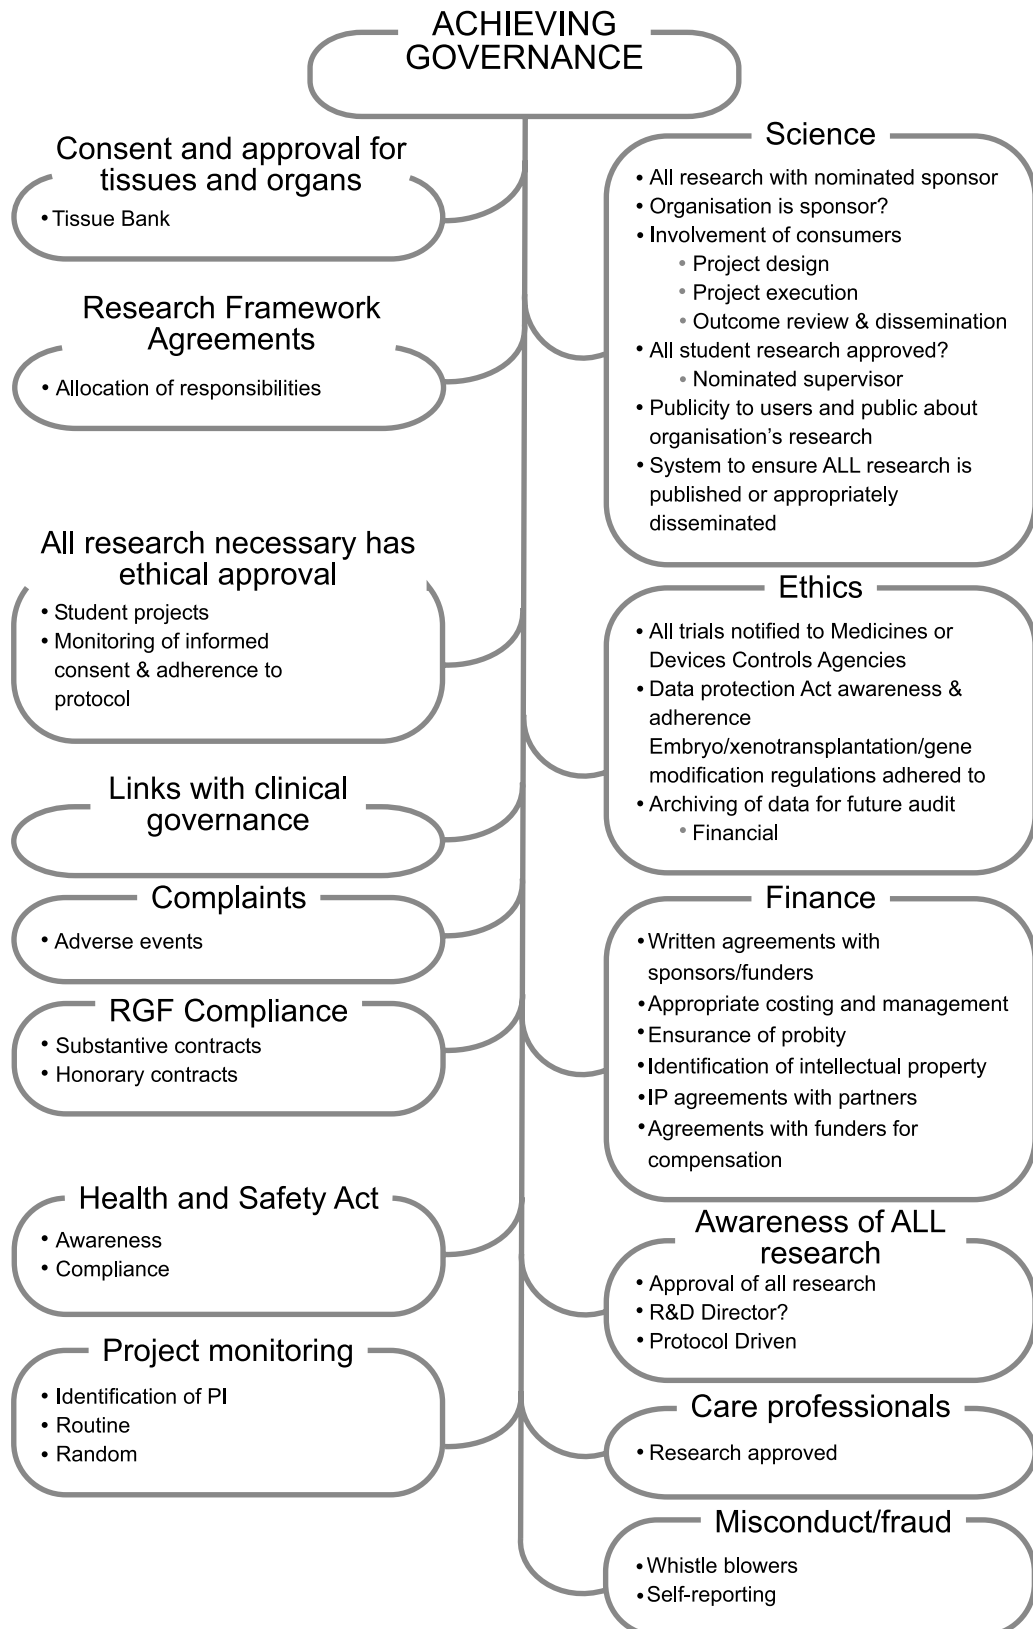 ACHIEVING
GOVERNANCE
Consent and approval for
tissues and organs
• Tissue Bank
Research Framework
Agreements
• Allocation of responsibilities
All research necessary has
ethical approval
• Student projects
• Monitoring of informed
consent & adherence to
protocol
Links with clinical
governance
Complaints
• Adverse events
RGF Compliance
• Substantive contracts
• Honorary contracts
Health and Safety Act
• Awareness
• Compliance
Project monitoring
• Identification of PI
• Routine
• Random
Science
• All research with nominated sponsor
• Organisation is sponsor?
• Involvement of consumers
• Project design
• Project execution
• Outcome review & dissemination
• All student research approved?
• Nominated supervisor
• Publicity to users and public about
organisation's research
• System to ensure ALL research is
published or appropriately
disseminated
Ethics
• All trials notified to Medicines or
Devices Controls Agencies
• Data protection Act awareness &
adherence
Embryo/xenotransplantation/gene
modification regulations adhered to
• Archiving of data for future audit
• Financial
Finance
• Written agreements with
sponsors/funders
• Appropriate costing and management
• Ensurance of probity
• Identification of intellectual property
• IP agreements with partners
• Agreements with funders for
compensation
Awareness of ALL
research
• Approval of all research
• R&D Director?
• Protocol Driven
Care professionals
• Research approved
Misconduct/fraud
• Whistle blowers
• Self-reporting